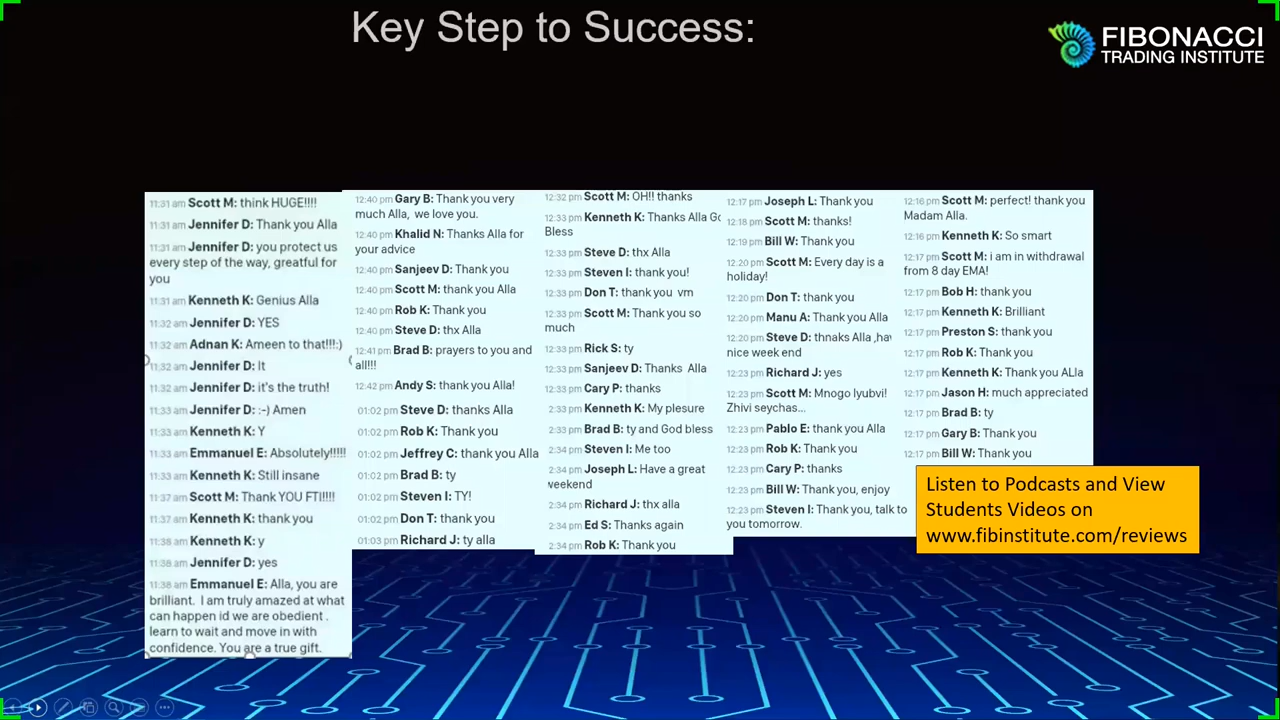 Key Step to Success:
FIBONACCI
TRADING INSTITUTE
11:31 am Scott M: think HUGE!!!!
11:31 am Jennifer D: Thank you Alla
11:31 am Jennifer D: you protect us
every step of the way, greatful for
you
11:31 am Kenneth K: Genius Alla
11:32 am Jennifer D: YES
11:32 am Adnan K: Ameen to that!!!:)
11:32 am Jennifer D: It
11:32 am Jennifer D: it's the truth!
11:33 am Jennifer D: :-) Amen
11:33 am Kenneth K: Y
11:33 am Emmanuel E: Absolutely!!!!!
11:33 am Kenneth K: Still insane
11:37 am Scott M: Thank YOU FTI!!!!
11:37 am Kenneth K: thank you
11:38 am Kenneth K: y
11:38 am Jennifer D: yes
11:38 am Emmanuel E: Alla, you are
brilliant. I am truly amazed at what
can happen id we are obedient .
learn to wait and move in with
confidence. You are a true gift.
12:40 pm Gary B: Thank you very
much Alla, we love you.
12:40 pm Khalid N: Thanks Alla for
your advice
12:40 pm Sanjeev D: Thank you
12:40 pm Scott M: thank you Alla
12:40 pm Rob K: Thank you
12:40 pm Steve D: thx Alla
12:41 pm Brad B: prayers to you and
all!!!
12:42 pm Andy S: thank you Alla!
01:02 pm Steve D: thanks Alla
01:02 pm Rob K: Thank you
01:02 pm Jeffrey C: thank you Alla
01:02 pm Brad B: ty
01:02 pm Steven I: TY!
01:02 pm Don T: thank you
01:03 pm Richard J: ty alla
12:32 pm Scott M: OH!! thanks
12:33 pm Kenneth K: Thanks Alla Go
Bless
12:33 pm Steve D: thx Alla
12:33 pm Steven I: thank you!
12:33 pm Don T: thank you vm
12:33 pm Scott M: Thank you so
much
12:33 pm Rick S: ty
12:33 pm Sanjeev D: Thanks Alla
12:33 pm Cary P: thanks
2:33 pm Kenneth K: My plesure
2:33 pm Brad B: ty and God bless
2:34 pm Steven I: Me too
2:34 pm Joseph L: Have a great
weekend
2:34 pm Richard J: thx alla
2:34 pm Ed S: Thanks again
2:34 pm Rob K: Thank you
12:17 pm Joseph L: Thank you
12:18 pm Scott M: thanks!
12:19 pm Bill W: Thank you
12:20 pm Scott M: Every day is a
holiday!
12:20 pm Don T: thank you
12:20 pm Manu A: Thank you Alla
12:20 pm Steve D: thnaks Alla ,hav
nice week end
12:23 pm Richard J: yes
12:23 pm Scott M: Mnogo lyubvi!
Zhivi seychas...
12:23 pm Pablo E: thank you Alla
12:23 pm Rob K: Thank you
12:23 pm Cary P: thanks
12:23 pm Bill W: Thank you, enjoy
12:23 pm Steven I: Thank you, talk to
you tomorrow.
12:16 pm Scott M: perfect! thank you
Madam Alla.
12:16 pm Kenneth K: So smart
12:17 pm Scott M: i am in withdrawal
from 8 day EMA!
12:17 pm Bob H: thank you
12:17 pm Kenneth K: Brilliant
12:17 pm Preston S: thank you
12:17 pm Rob K: Thank you
12:17 pm Kenneth K: Thank you ALla
12:17 pm Jason H: much appreciated
12:17 pm Brad B: ty
12:17 pm Gary B: Thank you
12:17 pm Bill W: Thank you
Listen to Podcasts and View
Students Videos on
www.fibinstitute.com/reviews